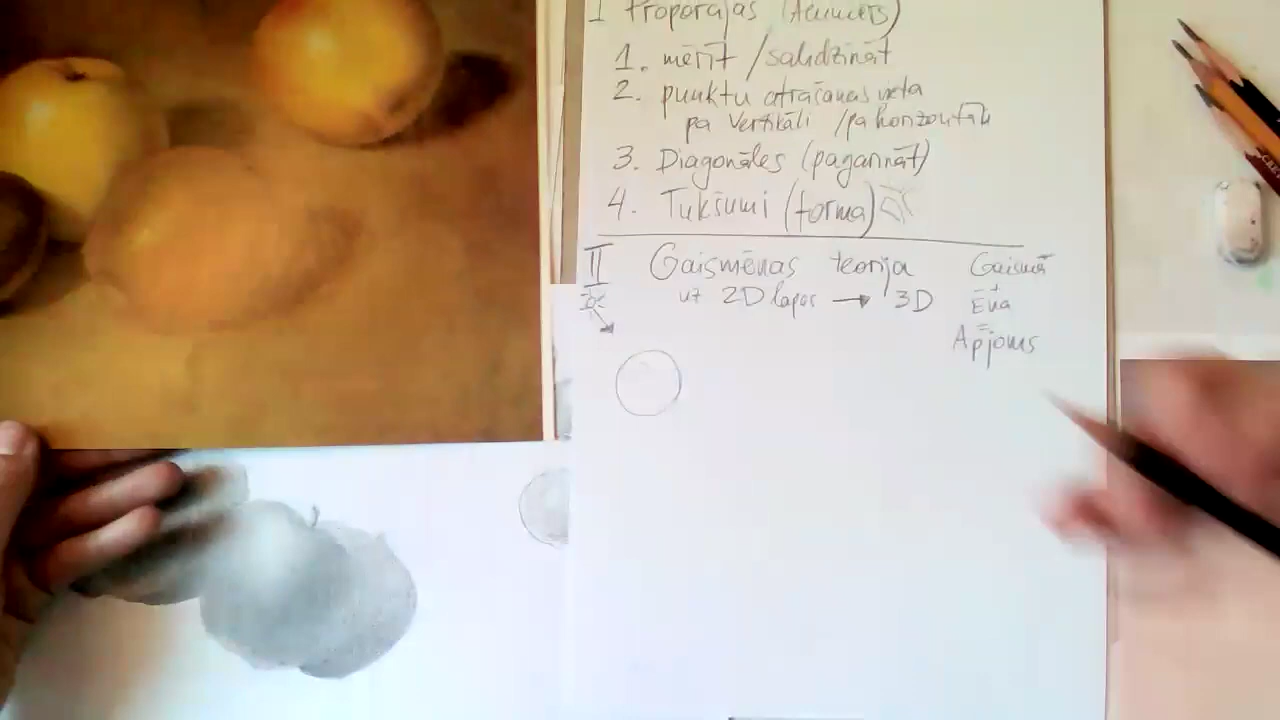 I Proporcijas (Acumērs)
1. mērīt / salīdzināt
2. punktu atrašanās vieta
pa vertikāli / pa horizontāli
3. Diagonāles (pagarināt)
4. Tukšumi (forma)
II Gaismēnas teorija
uz 2D lapas → 3D
Gaisma
+
Ēna
=
Apjoms